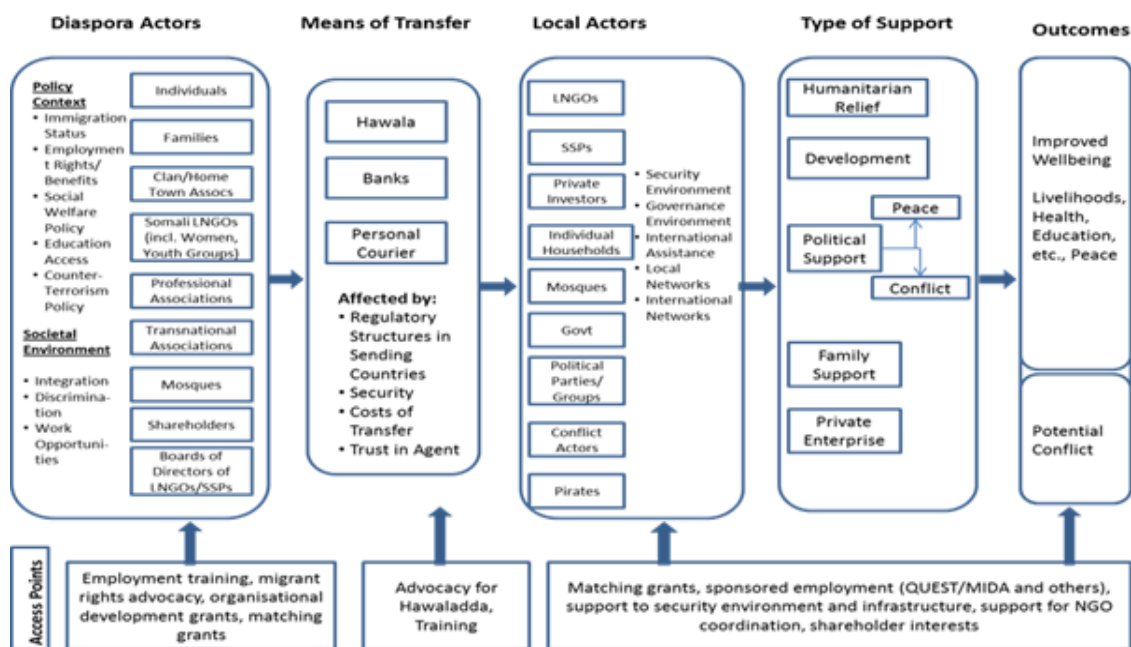 Diaspora Actors
Means of Transfer
Local Actors
Type of Support
Outcomes
Policy
Context
• Immigration
Status
• Employmen
t Rights/
Benefits
• Social
Welfare
Policy
• Education
Access
• Counter-
Terrorism
Policy
Societal
Environment
• Integration
• Discrimina-
tion
• Work
Opportuni-
ties
Individuals
Families
Clan/Home
Town Assocs
Somali LNGOs
(incl. Women,
Youth Groups)
Professional
Associations
Transnational
Associations
Mosques
Shareholders
Boards of
Directors of
LNGOs/SSPs
Hawala
Banks
Personal
Courier
Affected by:
• Regulatory
Structures in
Sending
Countries
• Security
• Costs of
Transfer
• Trust in Agent
LNGOs
SSPs
Private
Investors
Individual
Households
Mosques
Govt
Political
Parties/
Groups
Conflict
Actors
Pirates
• Security
Environment
• Governance
Environment
• International
Assistance
• Local
Networks
• International
Networks
Humanitarian
Relief
Development
Peace
Political
Support
Conflict
Family
Support
Private
Enterprise
Improved
Wellbeing
Livelihoods,
Health,
Education,
etc., Peace
Potential
Conflict
Access Points
Employment training, migrant
rights advocacy, organisational
development grants, matching
grants
Advocacy for
Hawaladda,
Training
Matching grants, sponsored employment (QUEST/MIDA and others),
support to security environment and infrastructure, support for NGO
coordination, shareholder interests